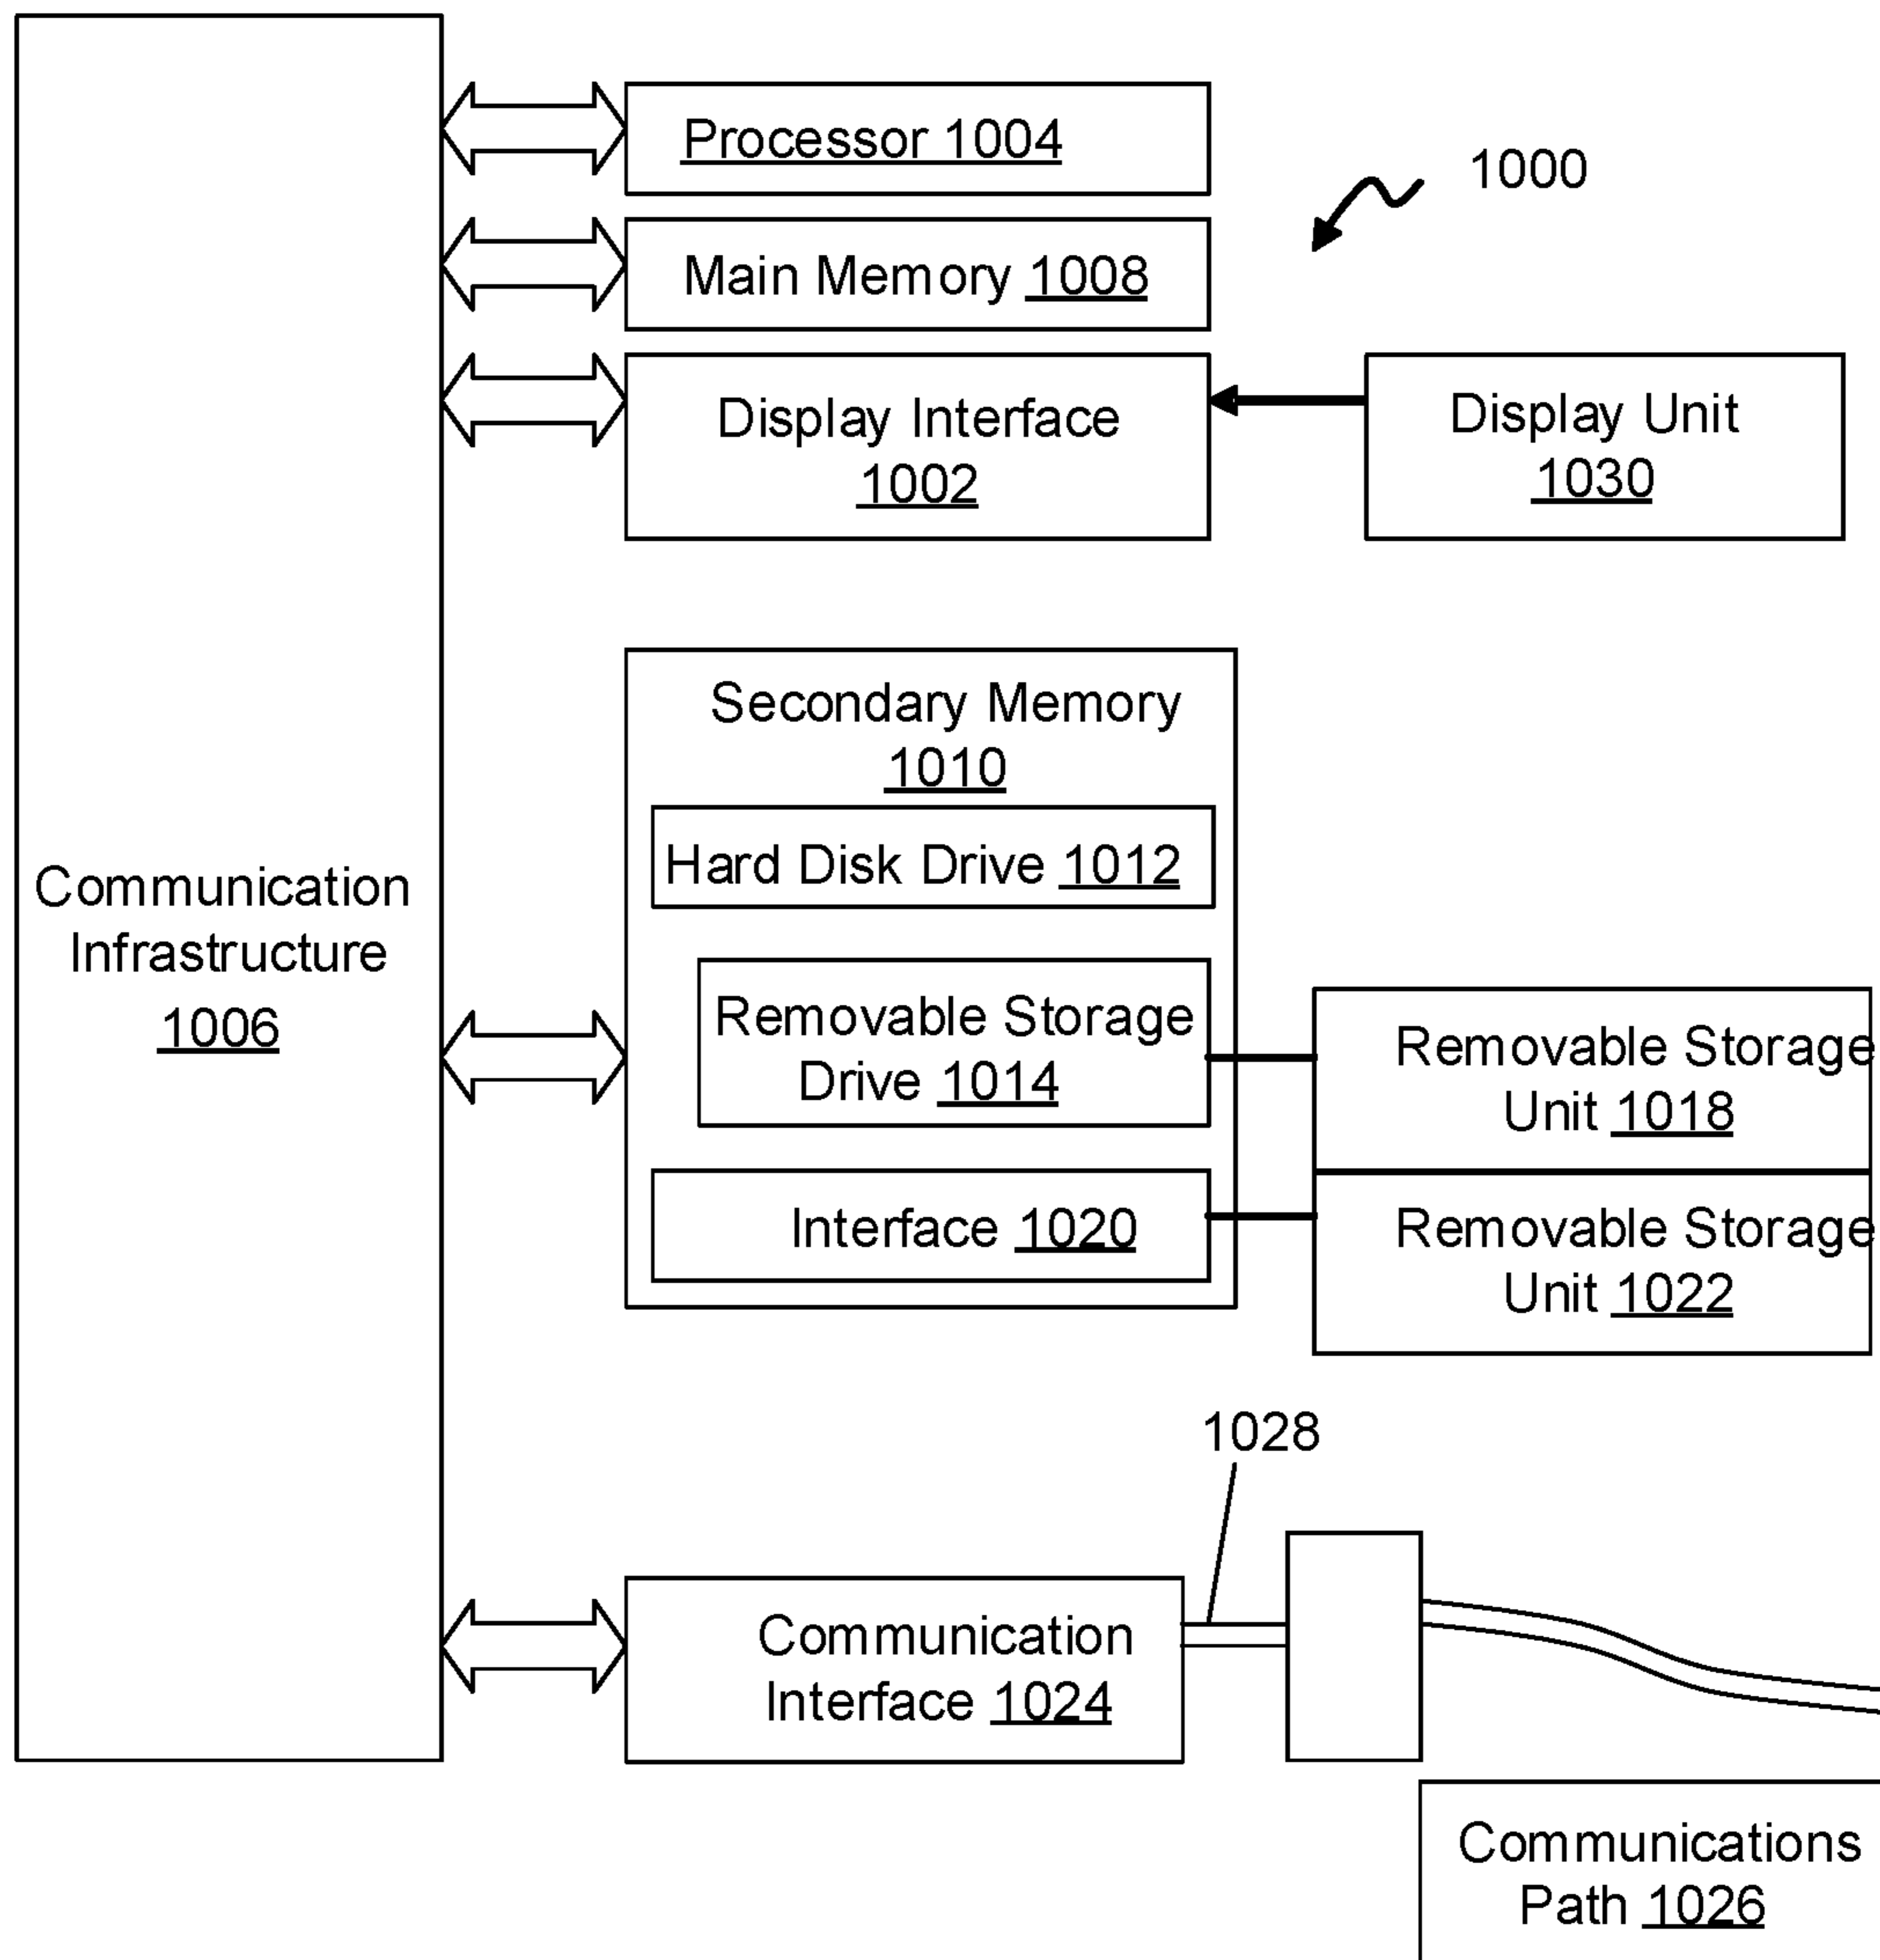 Processor 1004
1000
Main Memory 1008
Display Interface
1002
Display Unit
1030
Secondary Memory
1010
Hard Disk Drive 1012
Communication
Infrastructure
1006
Removable Storage
Drive 1014
Removable Storage
Unit 1018
Interface 1020
Removable Storage
Unit 1022
1028
Communication
Interface 1024
Communications
Path 1026